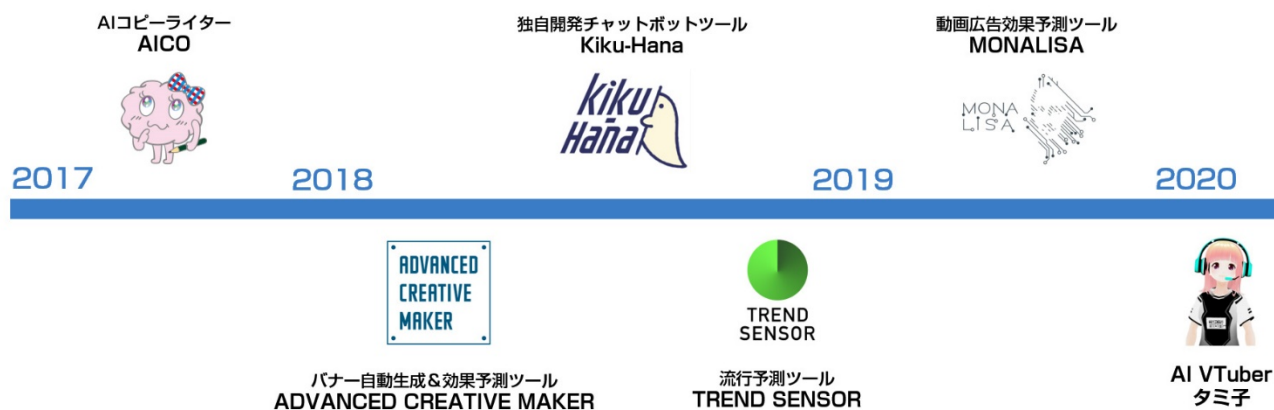 AIコピーライター
AICO
独自開発チャットボットツール
Kiku-Hana
kiku
Hana
動画広告効果予測ツール
MONALISA
MONA
LISA
2017
2018
2019
2020
ADVANCED
CREATIVE
MAKER
バナー自動生成&効果予測ツール
ADVANCED CREATIVE MAKER
TREND
SENSOR
流行予測ツール
TREND SENSOR
AI VTuber
タミ子